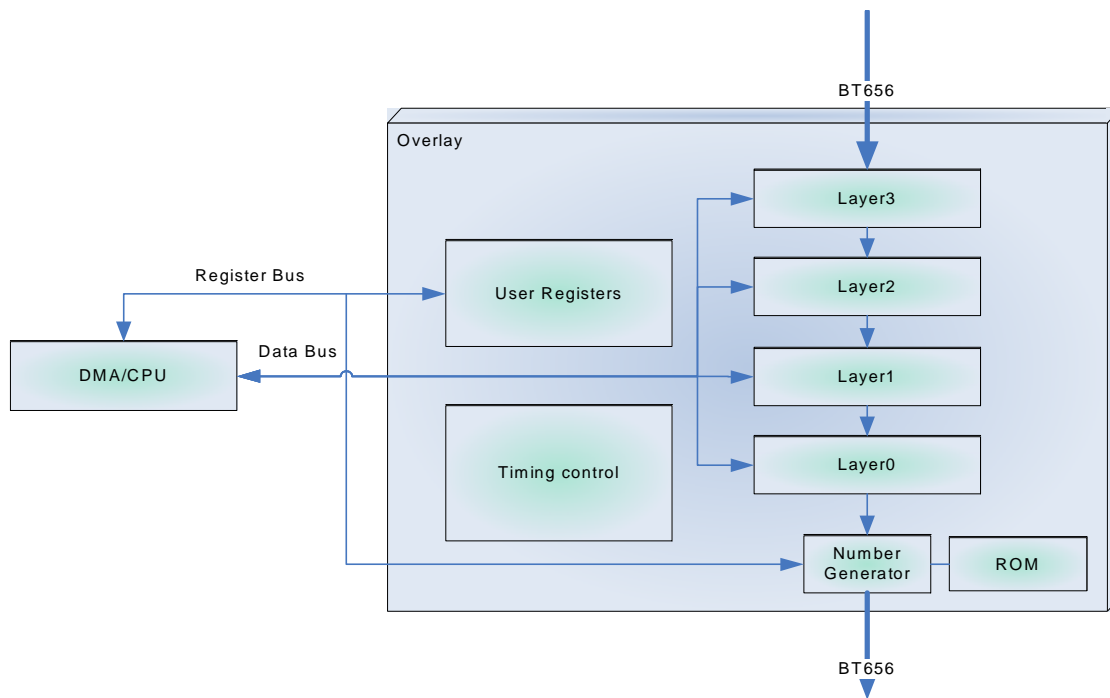 BT656
Overlay
Layer3
Register Bus
User Registers
Layer2
Data Bus
DMA/CPU
Layer1
Timing control
Layer0
Number
Generator
ROM
BT656